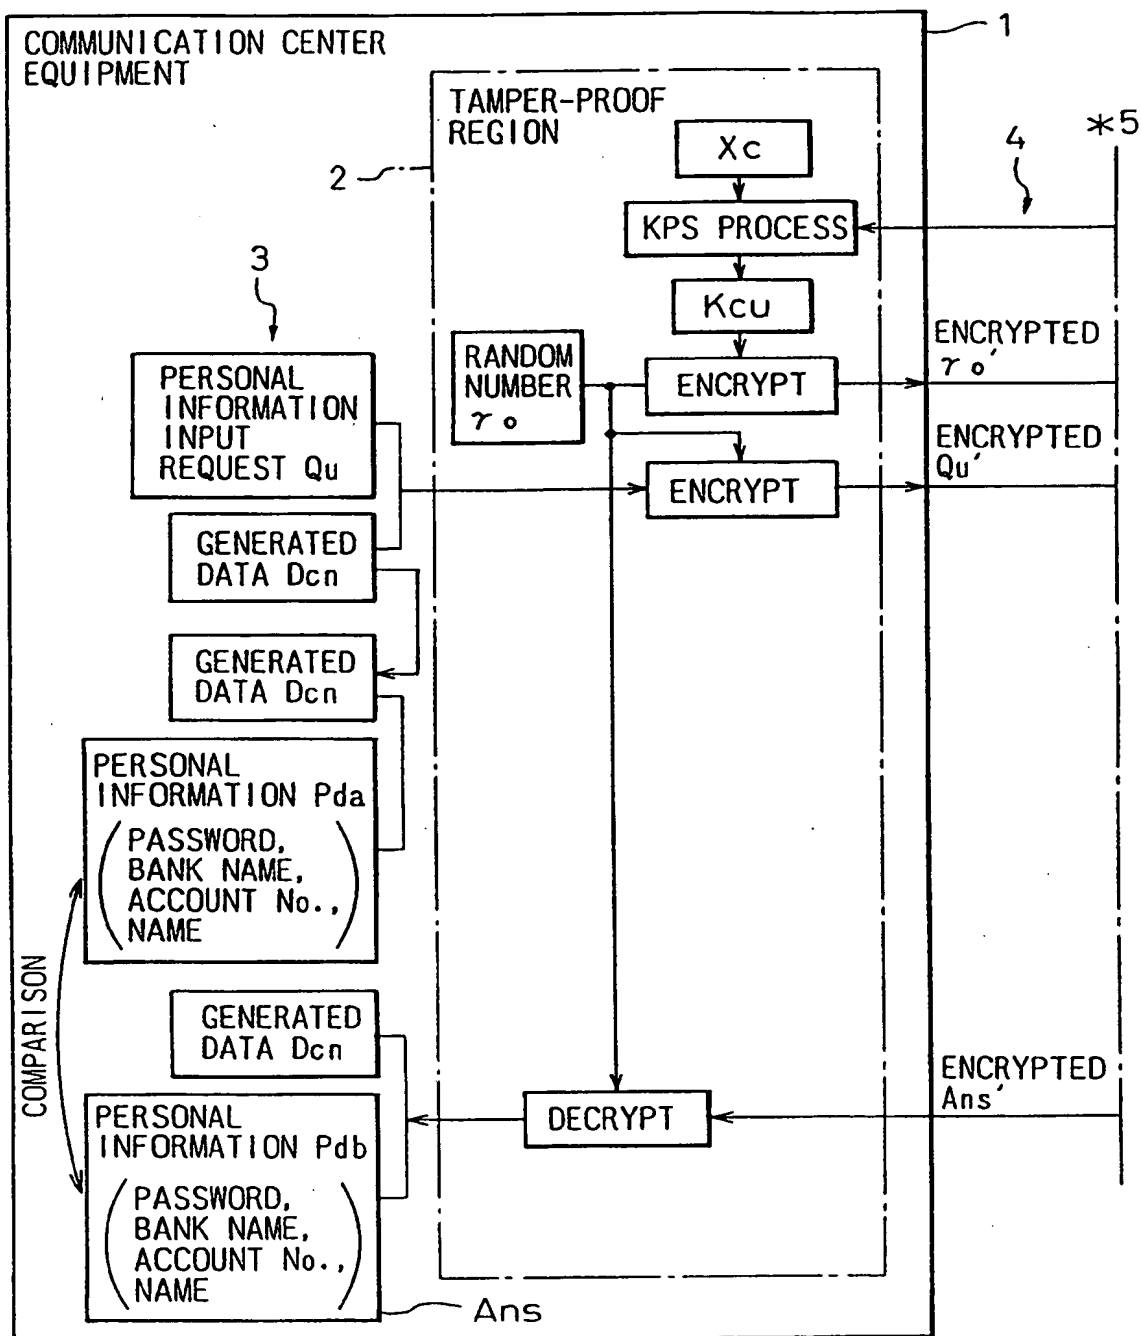 COMMUNICATION CENTER
EQUIPMENT
1
TAMPER-PROOF
REGION
2
Xc
KPS PROCESS
Kcu
4
*5
3
PERSONAL
INFORMATION
INPUT
REQUEST Qu
RANDOM
NUMBER
γo
ENCRYPT
ENCRYPTED
γo'
ENCRYPT
ENCRYPTED
Qu'
GENERATED
DATA Dcn
GENERATED
DATA Dcn
PERSONAL
INFORMATION Pda
PASSWORD,
BANK NAME,
ACCOUNT No.,
NAME
COMPARISON
GENERATED
DATA Dcn
DECRYPT
ENCRYPTED
Ans'
PERSONAL
INFORMATION Pdb
PASSWORD,
BANK NAME,
ACCOUNT No.,
NAME
Ans